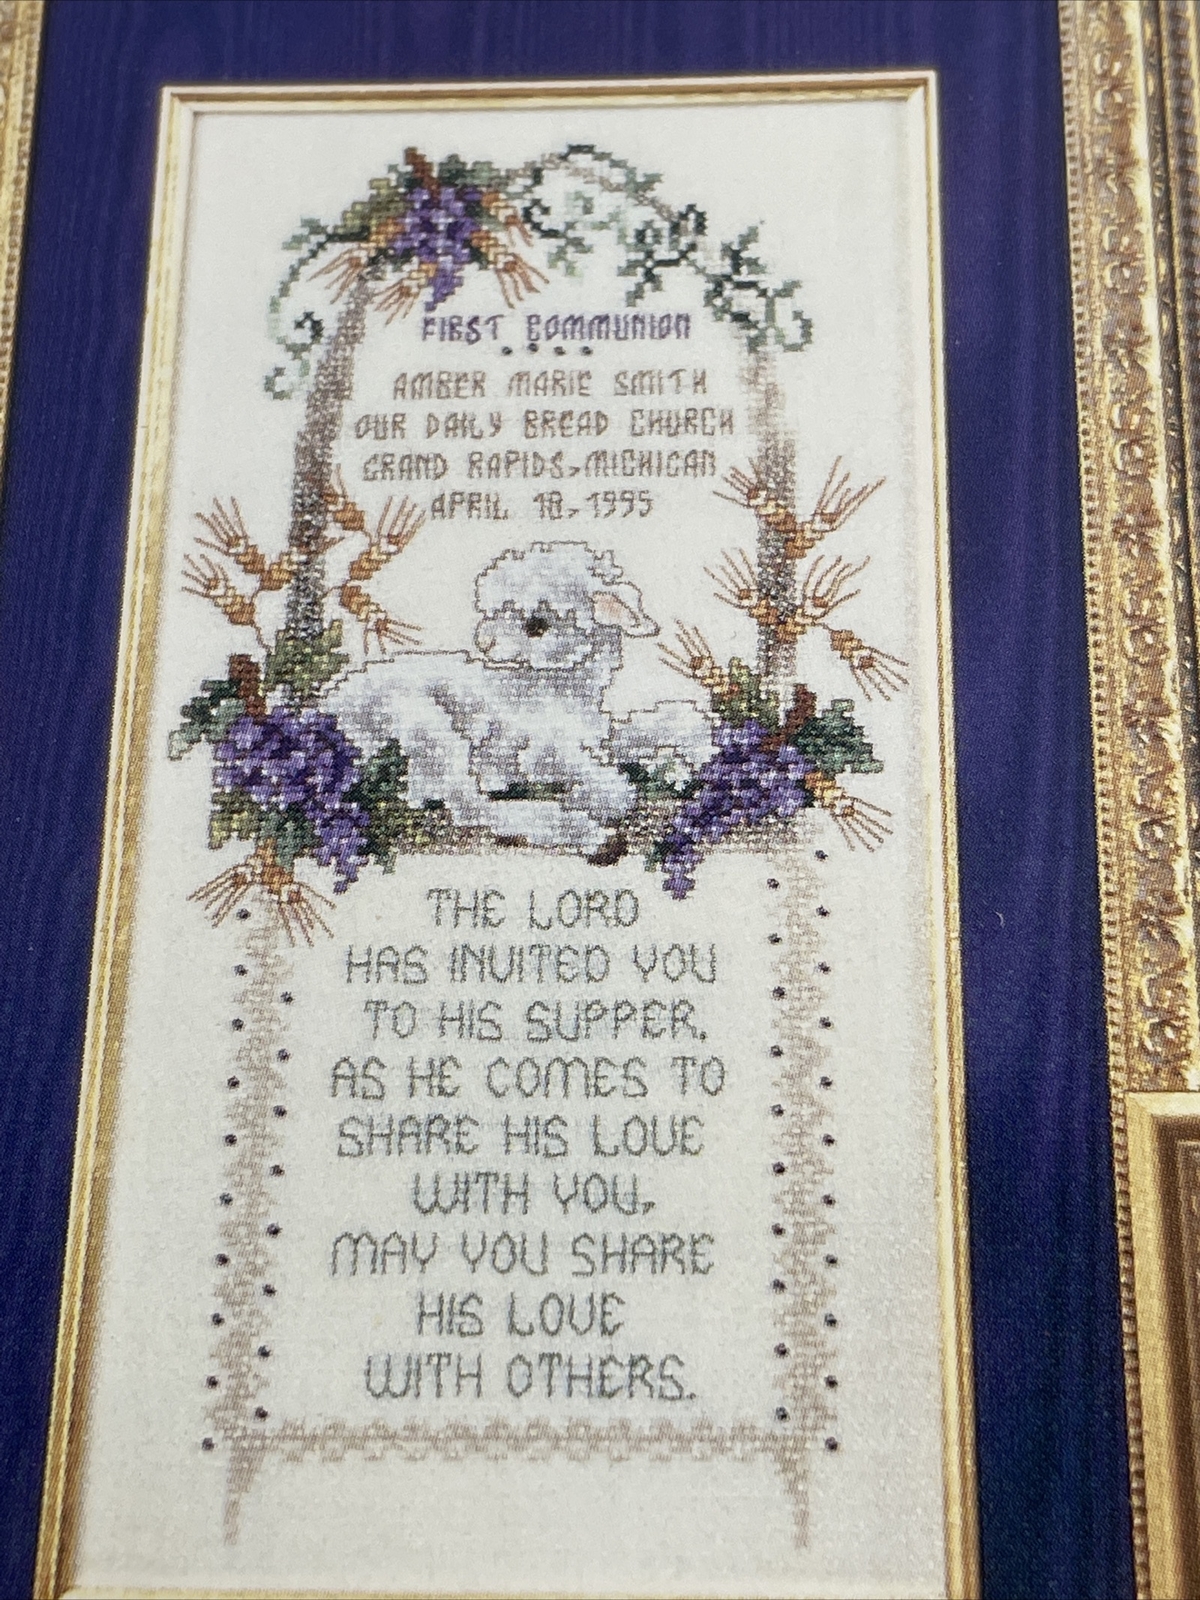 FIRST COMMUNION
AMBER MARIE SMITH
OUR DAILY BREAD CHURCH
GRAND RAPIDS, MICHIGAN
APRIL 18, 1995
THE LORD
HAS INVITED YOU
TO HIS SUPPER.
AS HE COMES TO
SHARE HIS LOVE
WITH YOU,
MAY YOU SHARE
HIS LOVE
WITH OTHERS.